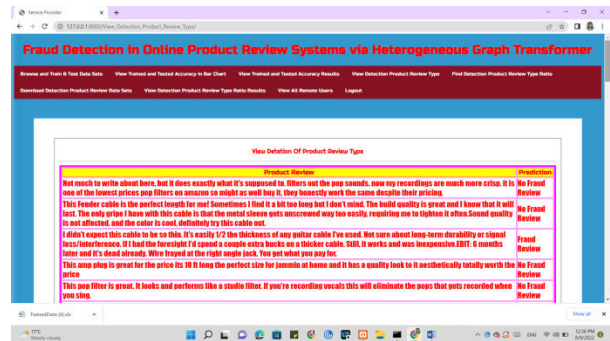 Service Provider
127.0.0.1:8000/View_Detection_Product_Review_Type/
Fraud Detection in Online Product Review Systems via Heterogeneous Graph Transformer
Browse and Train & Test Data Sets View Trained and Tested Accuracy in Bar Chart View Trained and Tested Accuracy Results View Detection Product Review Type Find Detection Product Review Type Ratio
Download Detection Product Review Data Sets View Detection Product Review Type Ratio Results View All Remote Users Logout
View Detation Of Product Review Type
Product Review Prediction
Not much to write about here, but it does exactly what it's supposed to. filters out the pop sounds. now my recordings are much more crisp. it is No Fraud
one of the lowest prices pop filters on amazon so might as well buy it, they honestly work the same despite their pricing, Review
This Fender cable is the perfect length for me! Sometimes I find it a bit too long but I don't mind. The build quality is great and I know that it will
last. The only gripe I have with this cable is that the metal sleeve gets unscrewed way too easily, requiring me to tighten it often.Sound quality No Fraud
is not affected, and the color is cool, definitely try this cable out. Review
I didn't expect this cable to be so thin. It's easily 1/2 the thickness of any guitar cable I've used. Not sure about long-term durability or signal
less/interference. If I had the foresight I'd spend a couple extra bucks on a thicker cable. Still, it works and was inexpensive.EDIT: 6 months Fraud
later and it's dead already. Wire frayed at the right angle jack. You get what you pay for. Review
This amp plug is great for the price its 10 ft long the perfect size for jammin at home and it has a quality look to it aesthetically totally worth the No Fraud
price Review
This pop filter is great. It looks and performs like a studio filter. If you're recording vocals this will eliminate the pops that gets recorded when No Fraud
you sing. Review
TrainedData (6).xls Show all
17°C
Mostly cloudy
ENG
12:36 PM
8/8/2022